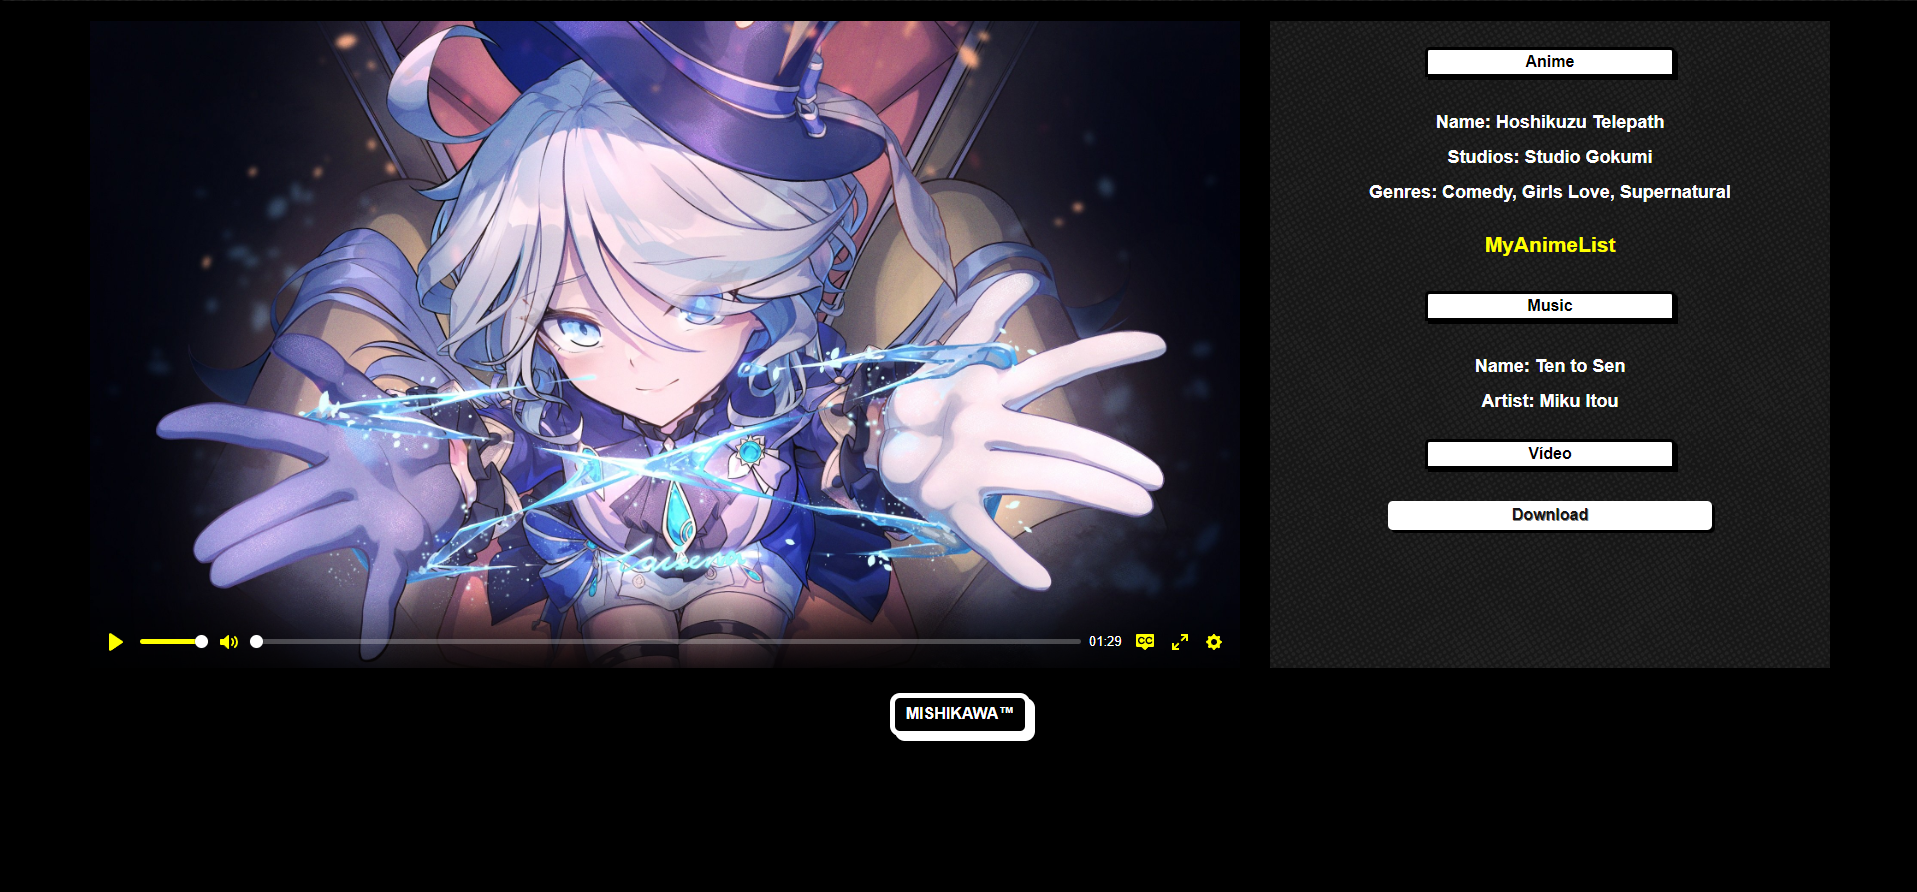 Anime
Name: Hoshikuzu Telepath
Studios: Studio Gokumi
Genres: Comedy, Girls Love, Supernatural
MyAnimeList
Music
Name: Ten to Sen
Artist: Miku Itou
Vídeo
Download
01:29
CC
MISHIKAWA™